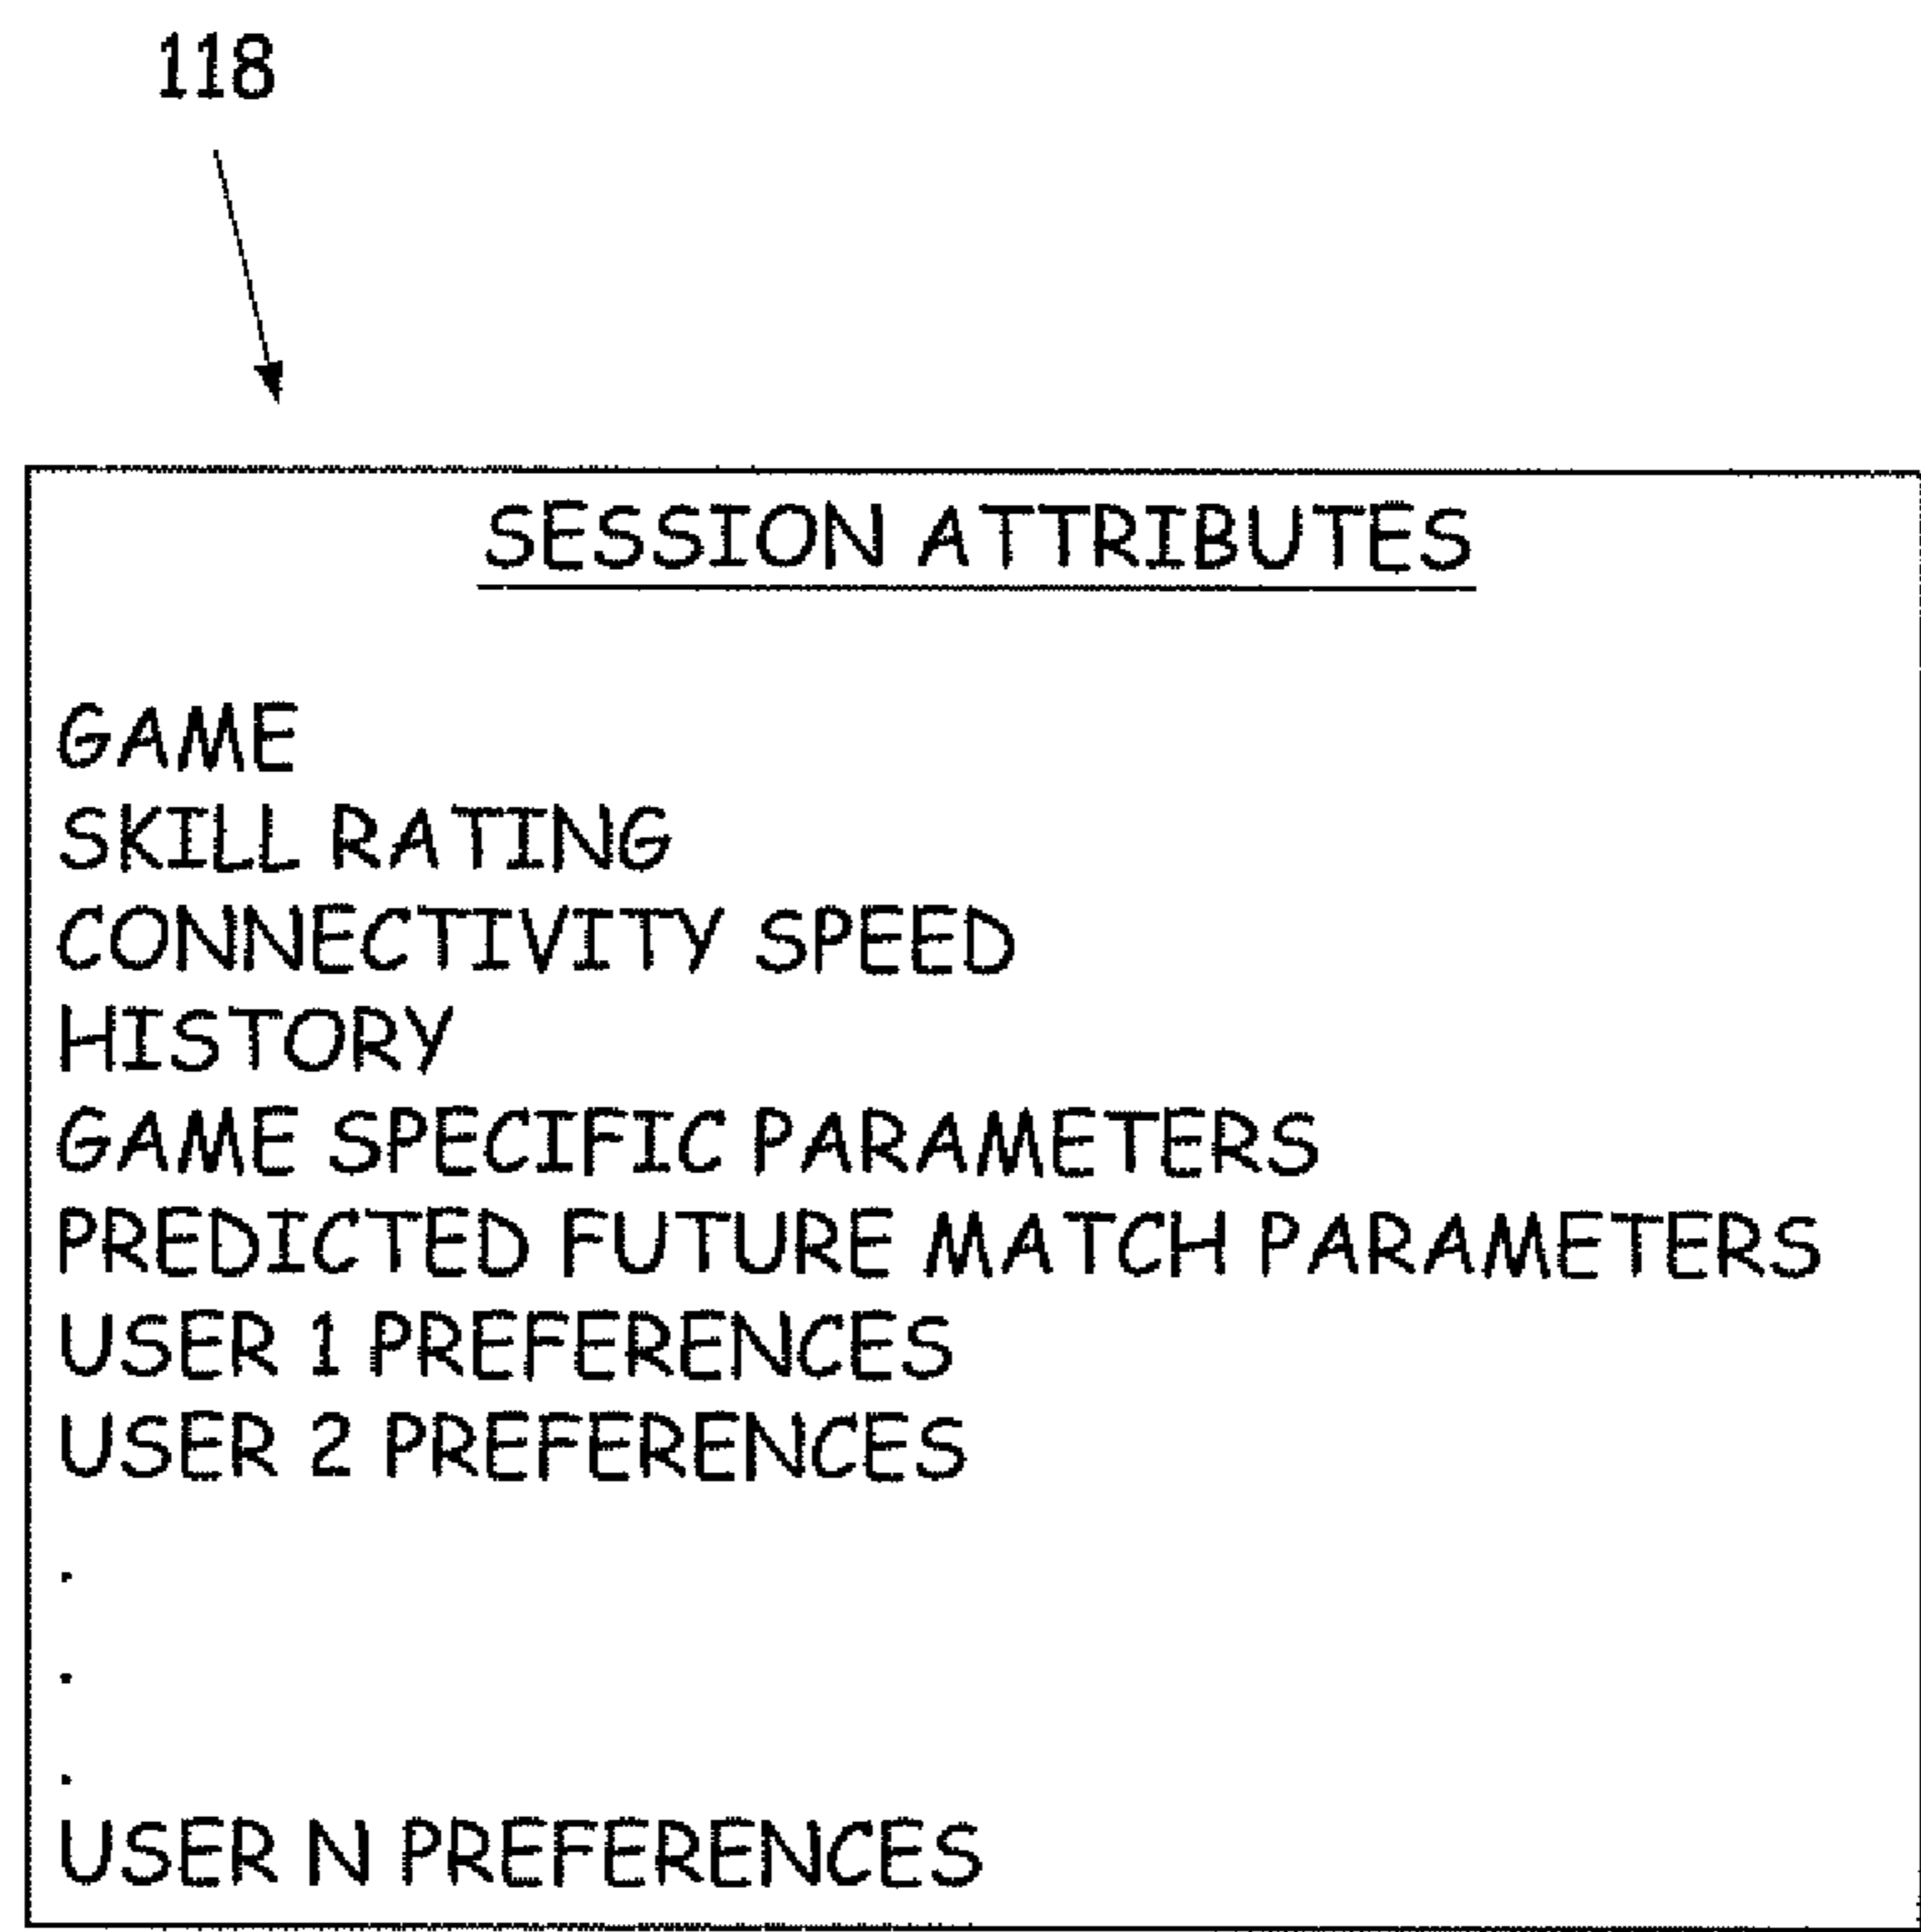 118
SESSION ATTRIBUTES
GAME
SKILL RATING
CONNECTIVITY SPEED
HISTORY
GAME SPECIFIC PARAMETERS
PREDICTED FUTURE MATCH PARAMETERS
USER 1 PREFERENCES
USER 2 PREFERENCES
.
.
.
USER N PREFERENCES